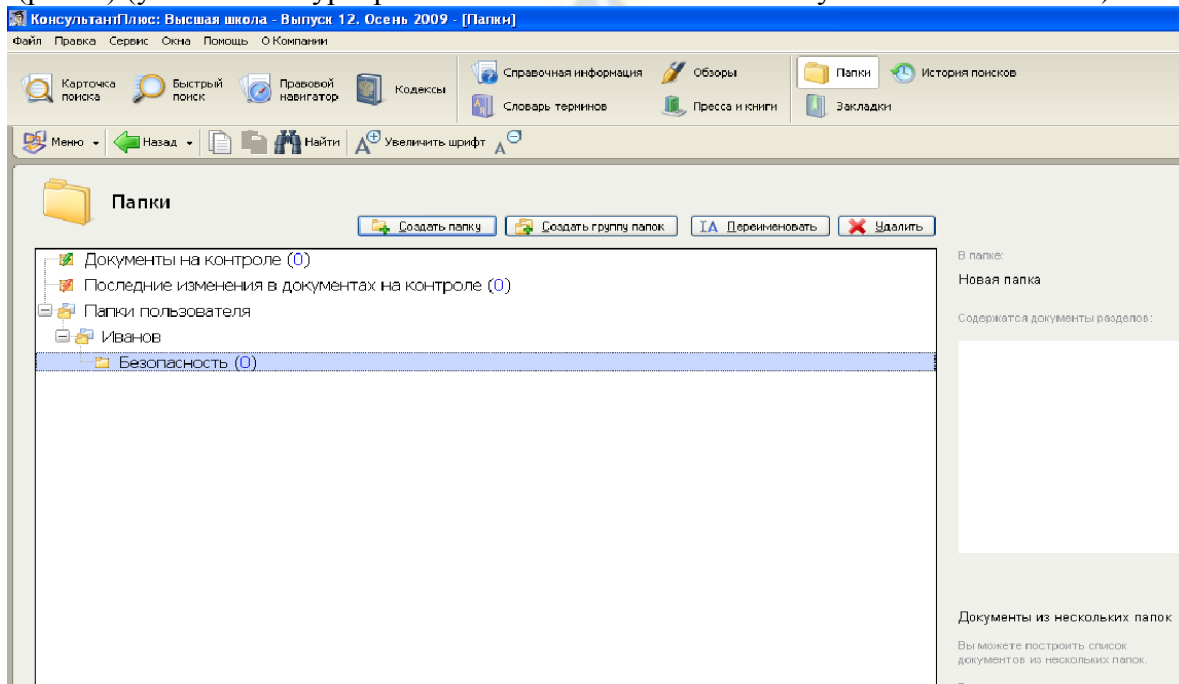 КонсультантПлюс: Высшая школа - Выпуск 12. Осень 2009 - [Папки]
Файл Правка Сервис Окна Помощь О Компании
Карточка поиска Быстрый поиск Правовой навигатор Кодексы Справочная информация Обзоры Папки История поисков
Словарь терминов Пресса и книги Закладки
Меню Назад Найти Увеличить шрифт
Папки
Создать папку Создать группу папок Переименовать Удалить
Документы на контроле (0)
Последние изменения в документах на контроле (0)
Папки пользователя
Иванов
Безопасность (0)
В папке:
Новая папка
Содержатся документы разделов:
Документы из нескольких папок
Вы можете построить список
документов из нескольких папок.